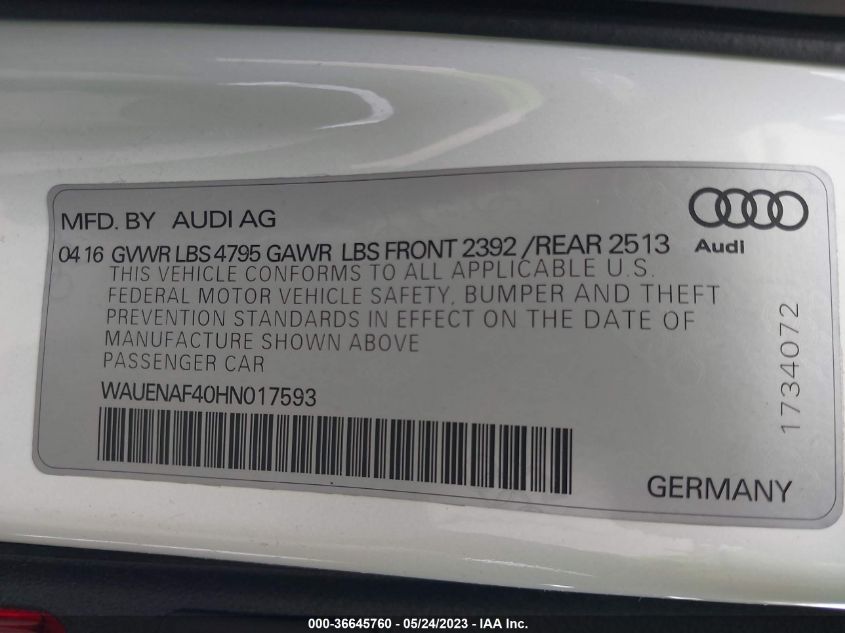 MFD. BY AUDI AG
Audi
04 16 GVWR LBS 4795 GAWR LBS FRONT 2392 /REAR 2513
THIS VEHICLE CONFORMS TO ALL APPLICABLE U.S.
FEDERAL MOTOR VEHICLE SAFETY, BUMPER AND THEFT
PREVENTION STANDARDS IN EFFECT ON THE DATE OF
MANUFACTURE SHOWN ABOVE
PASSENGER CAR
WAUENAF40HN017593
1734072
GERMANY
000-36645760 - 05/24/2023 - IAA Inc.